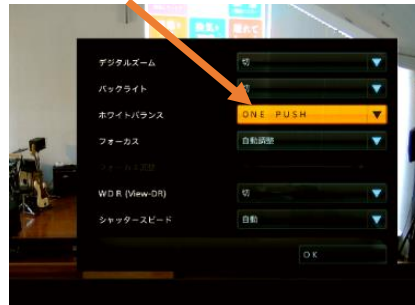 デジタルズーム 切
バックライト 切
ホワイトバランス ONE PUSH
フォーカス 自動調整
WDR (View-DR) 切
シャッタースピード 自動
OK